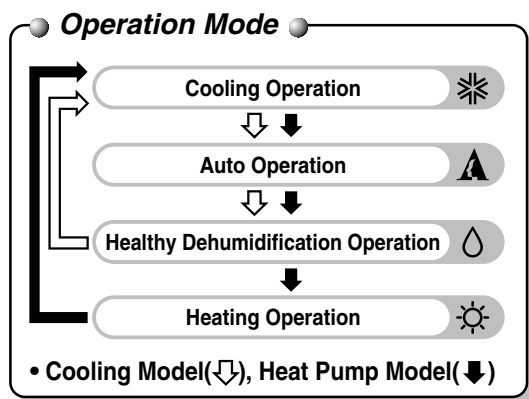 Operation Mode
Cooling Operation
Auto Operation
Healthy Dehumidification Operation
Heating Operation
• Cooling Model(⇩), Heat Pump Model(⬇)